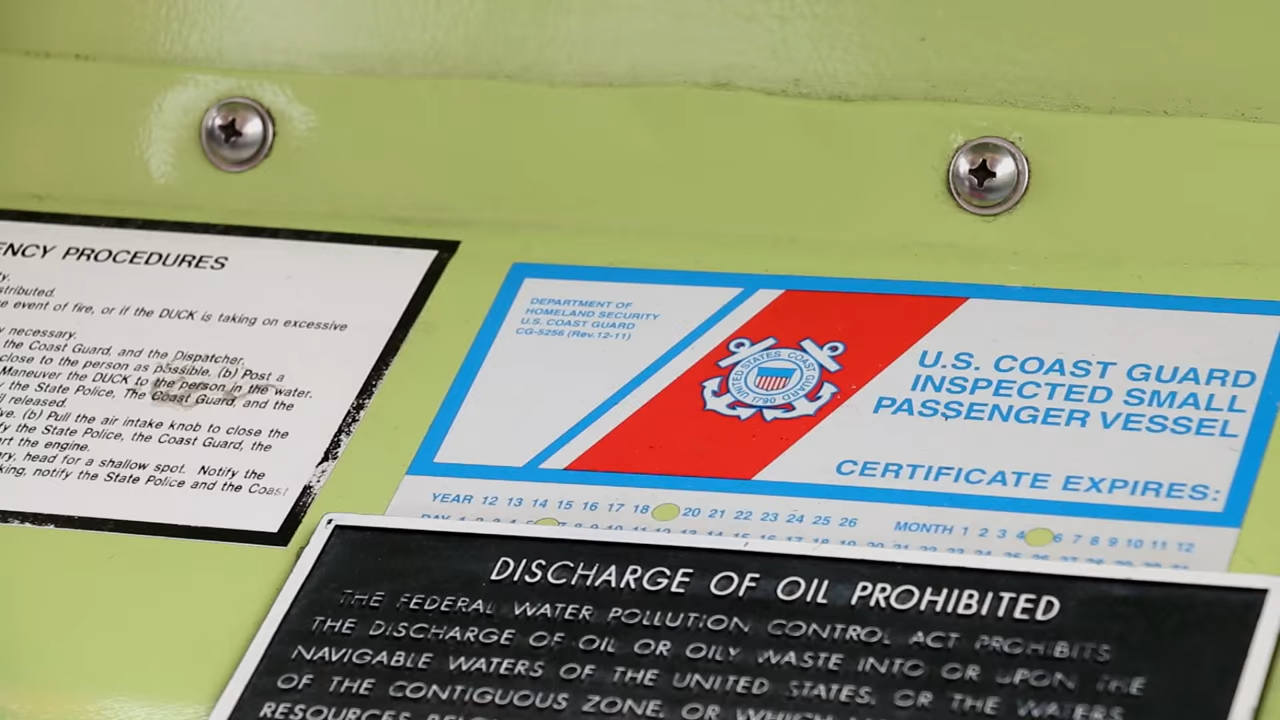 ENCY PROCEDURES
stributed.
e event of fire, or if the DUCK is taking on excessive
necessary.
the Coast Guard, and the Dispatcher.
close to the person as possible. (b) Post a
Maneuver the DUCK to the person in the water.
the State Police, The Coast Guard, and the
released.
ve. (b) Pull the air intake knob to close the
fy the State Police, the Coast Guard, the
rt the engine.
ry, head for a shallow spot. Notify the
king, notify the State Police and the Coast
DEPARTMENT OF
HOMELAND SECURITY
U.S. COAST GUARD
CG-5256 (Rev.12-11)
UNITED STATES COAST GUARD
1790
U.S. COAST GUARD
INSPECTED SMALL
PASSENGER VESSEL
CERTIFICATE EXPIRES:
YEAR 12 13 14 15 16 17 18 20 21 22 23 24 25 26 MONTH 1 2 3 4 6 7 8 9 10 11 12
DISCHARGE OF OIL PROHIBITED
THE FEDERAL WATER POLLUTION CONTROL ACT PROHIBITS
THE DISCHARGE OF OIL OR OILY WASTE INTO OR UPON THE
NAVIGABLE WATERS OF THE UNITED STATES, OR THE WATERS
OF THE CONTIGUOUS ZONE, OR WHICH
RESOURCES